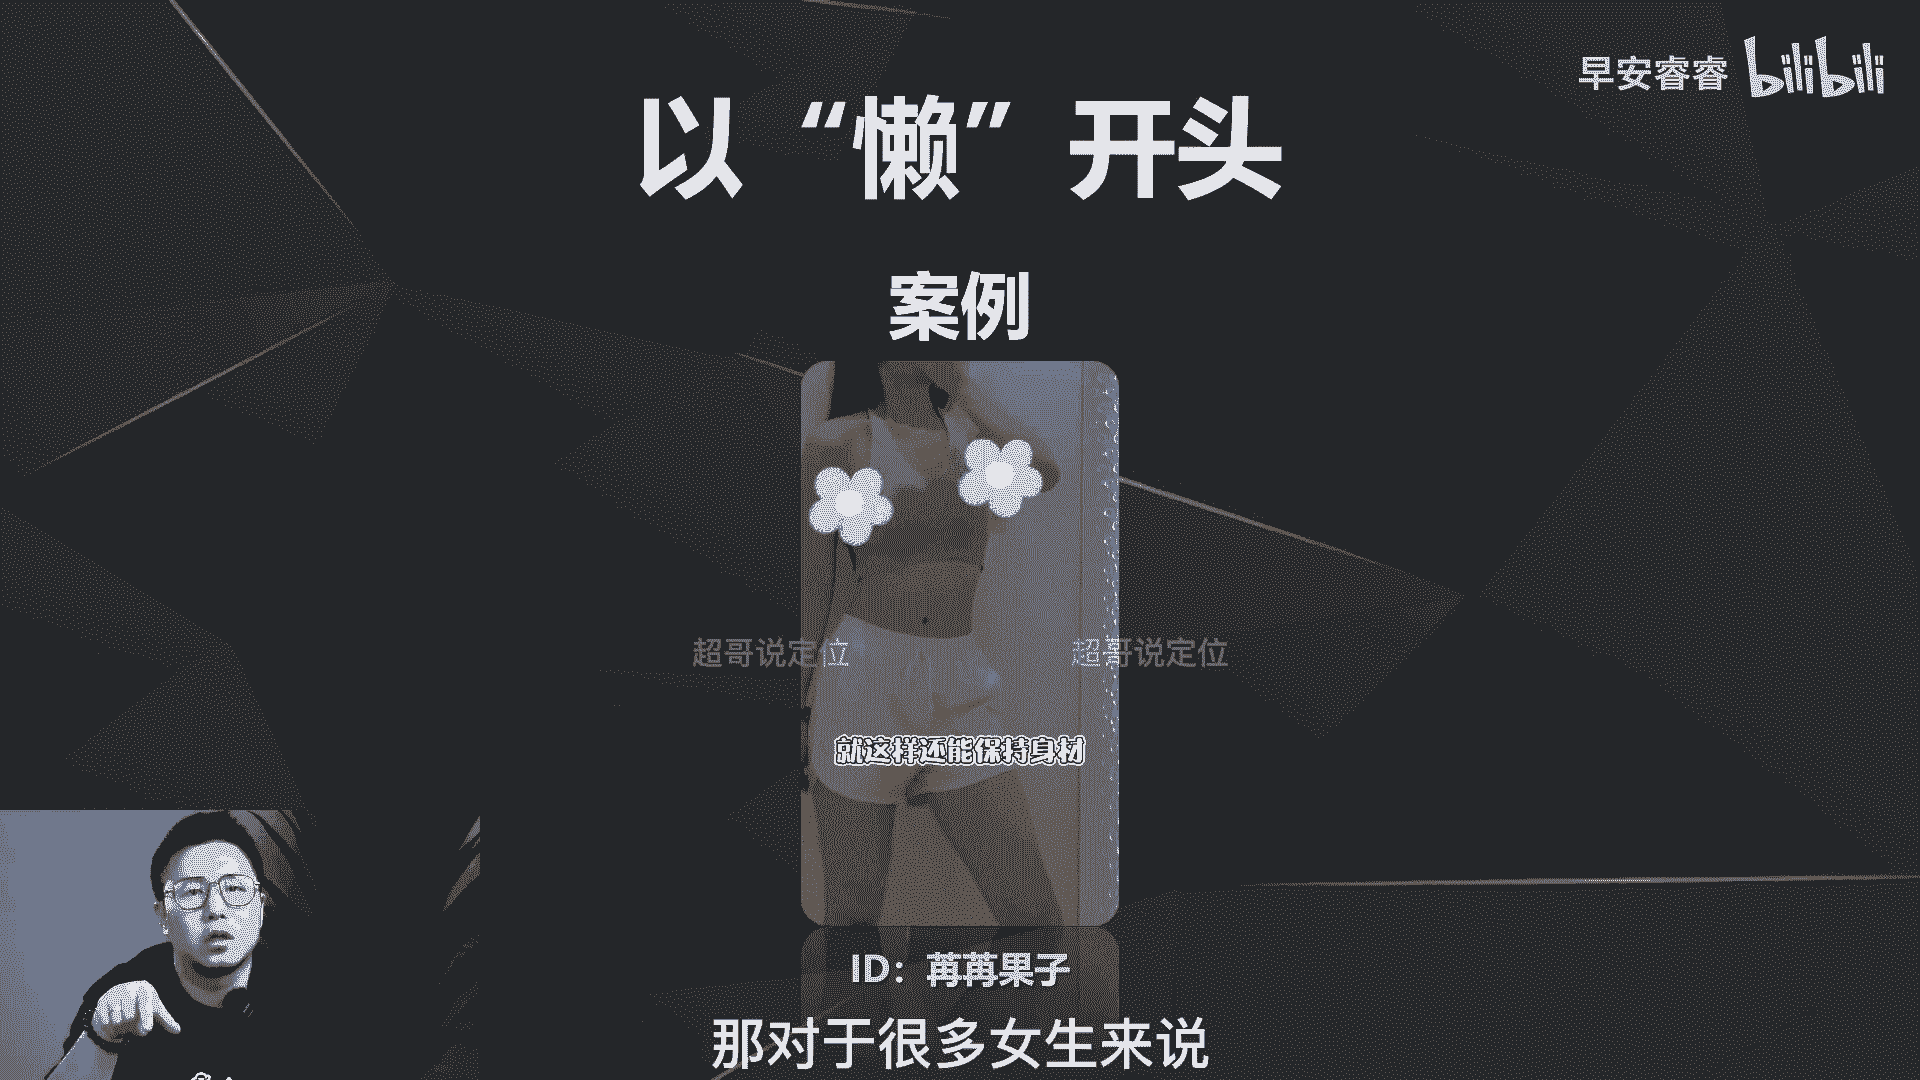 早安睿睿 bilibili
以“懒”开头
案例
超哥说定位 超哥说定位
就这样还能保持身材
ID：苒苒果子
那对于很多女生来说